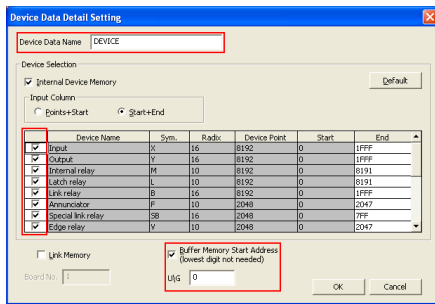 Device Data Detail Setting
Device Data Name DEVICE
Device Selection
Internal Device Memory Default
Input Column
Points+Start Start+End
Device Name Sym. Radix Device Point Start End
Input X 16 8192 0 1FFF
Output Y 16 8192 0 1FFF
Internal relay M 10 8192 0 8191
Latch relay L 10 8192 0 8191
Link relay B 16 8192 0 1FFF
Annunciator F 10 2048 0 2047
Special link relay SB 16 2048 0 7FF
Edge relay V 10 2048 0 2047
Link Memory Buffer Memory Start Address
(lowest digit not needed)
Board No. 1 U\G 0
OK Cancel